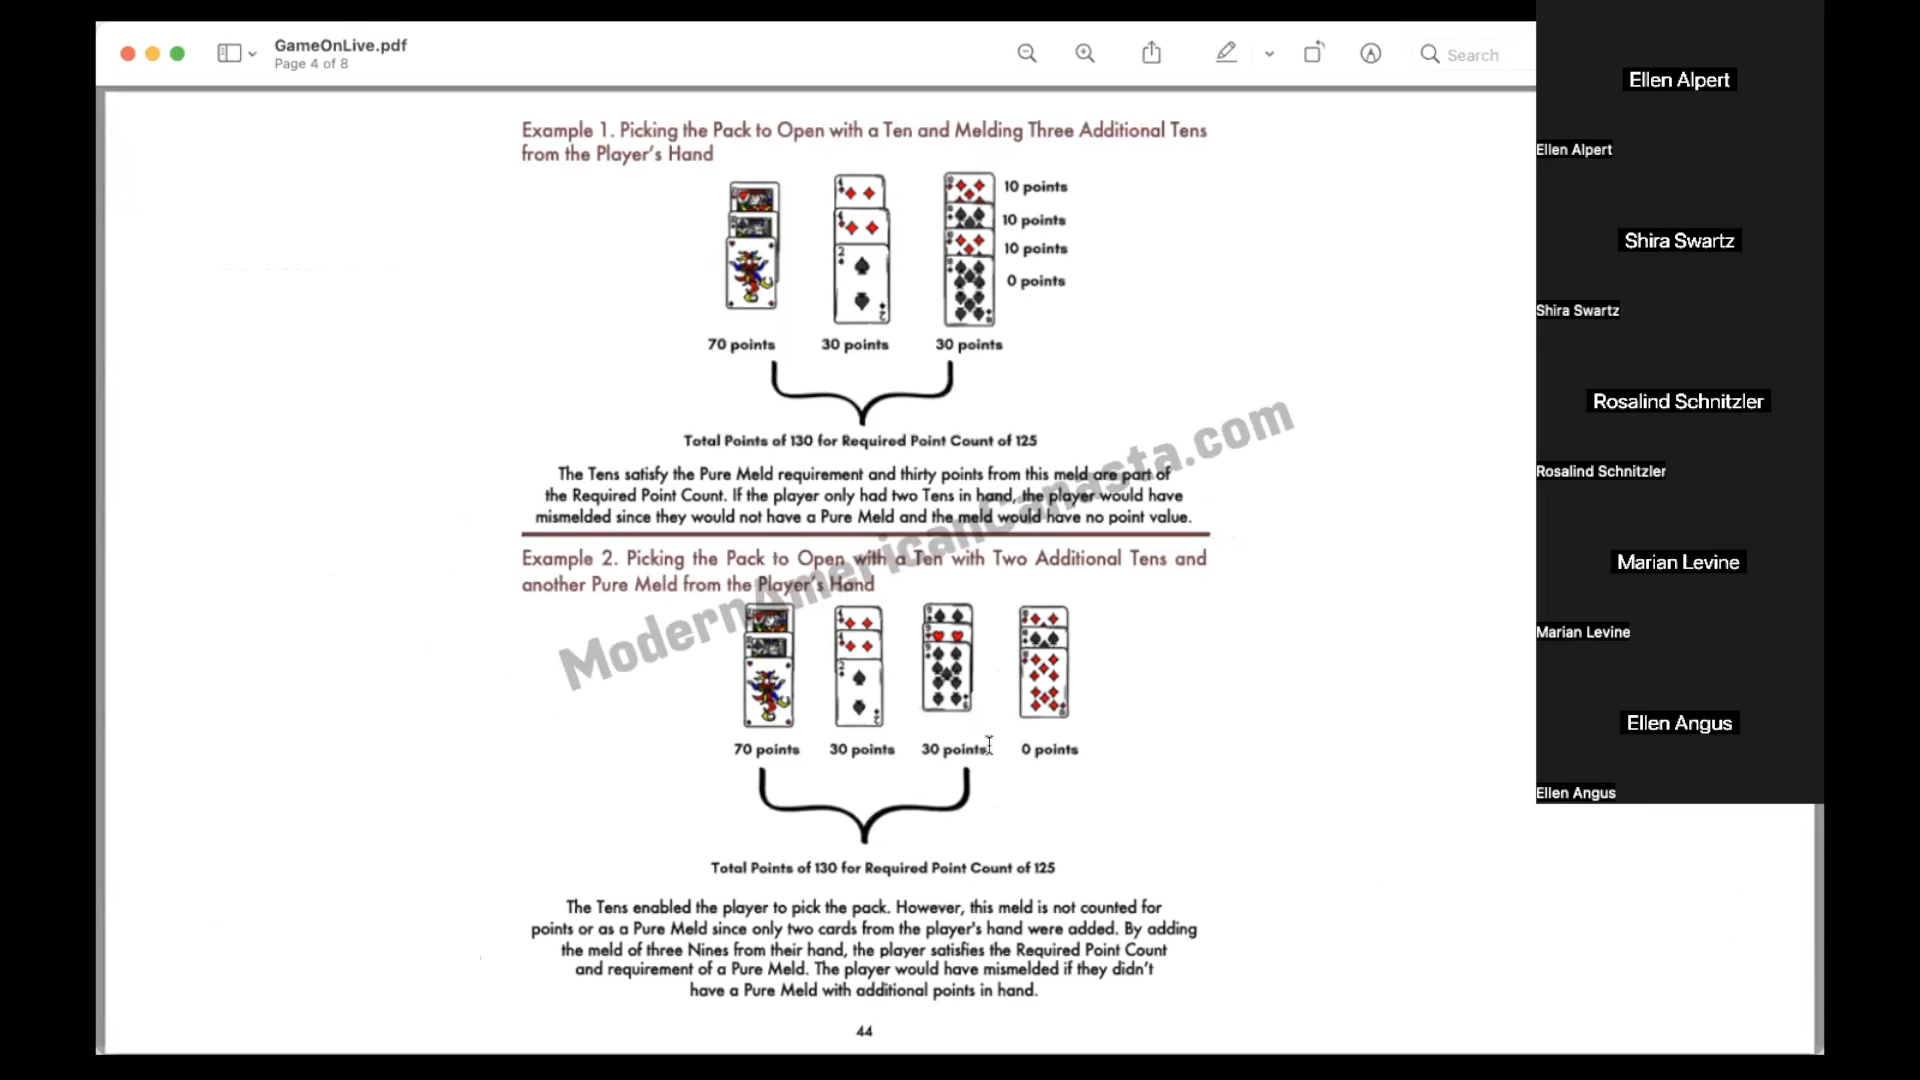 GameOnLive.pdf
Page 4 of 8
Search
Example 1. Picking the Pack to Open with a Ten and Melding Three Additional Tens
from the Player's Hand
10 points
10 points
10 points
0 points
70 points
30 points
30 points
Total Points of 130 for Required Point Count of 125
The Tens satisfy the Pure Meld requirement and thirty points from this meld are part of
the Required Point Count. If the player only had two Tens in hand, the player would have
mismelded since they would not have a Pure Meld and the meld would have no point value.
ModernAmericanCanasta.com
Example 2. Picking the Pack to Open with a Ten with Two Additional Tens and
another Pure Meld from the Player's Hand
70 points
30 points
30 points
0 points
Total Points of 130 for Required Point Count of 125
The Tens enabled the player to pick the pack. However, this meld is not counted for
points or as a Pure Meld since only two cards from the player's hand were added. By adding
the meld of three Nines from their hand, the player satisfies the Required Point Count
and requirement of a Pure Meld. The player would have mismelded if they didn't
have a Pure Meld with additional points in hand.
44
Ellen Alpert
Ellen Alpert
Shira Swartz
Shira Swartz
Rosalind Schnitzler
Rosalind Schnitzler
Marian Levine
Marian Levine
Ellen Angus
Ellen Angus